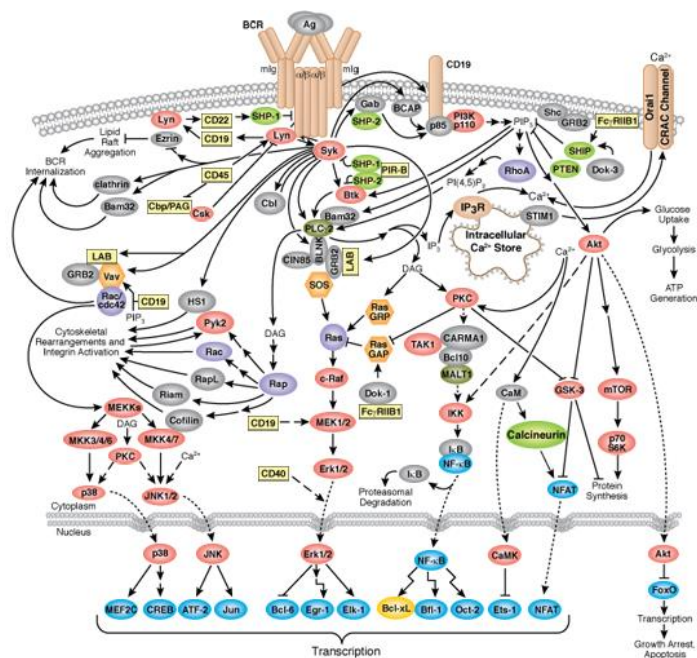 BCR
Ag
mIg
α/β α/β
mIg
CD19
Ca²⁺
Orai1
CRAC Channel
Lyn
CD22
SHP-1
Lyn
Gab
SHP-2
BCAP
p85
PI3K
p110
PIP₃
Shc
GRB2
FcγRIIB1
SHIP
PTEN
Dok-3
Lipid
Raft
Aggregation
Ezrin
CD19
BCR
Internalization
Syk
SHP-1
SHP-2
PIR-B
RhoA
PI(4,5)P₂
clathrin
CD45
Bam32
Cbp/PAG
Csk
Cbl
Btk
Bam32
PLC-2
BLNK
CIN85
GRB2
LAB
IP₃
IP₃R
Ca²⁺
STIM1
Intracellular
Ca²⁺ Store
Akt
Glucose
Uptake
Glycolysis
ATP
Generation
LAB
GRB2
Vav
Rac/
cdc42
CD19
PIP₃
HS1
SOS
DAG
Ca²⁺
Cytoskeletal
Rearrangements and
Integrin Activation
Pyk2
Rac
RapL
Riam
Cofilin
DAG
Rap
Ras
Ras
GRP
Ras
GAP
PKC
TAK1
CARMA1
Bcl10
MALT1
c-Raf
Dok-1
FcγRIIB1
CaM
GSK-3
mTOR
MEKKs
DAG
MKK3/4/6
MKK4/7
PKC
Ca²⁺
p38
JNK1/2
CD19
MEK1/2
IKK
Calcineurin
p70
S6K
CD40
Erk1/2
IκB
NF-κB
IκB
Proteasomal
Degradation
NFAT
Protein
Synthesis
Cytoplasm
Nucleus
p38
JNK
Erk1/2
NF-κB
CaMK
Akt
MEF2C
CREB
ATF-2
Jun
Bcl-6
Egr-1
Elk-1
Bcl-xL
Bfl-1
Oct-2
Ets-1
NFAT
FoxO
Transcription
Transcription
Growth Arrest,
Apoptosis